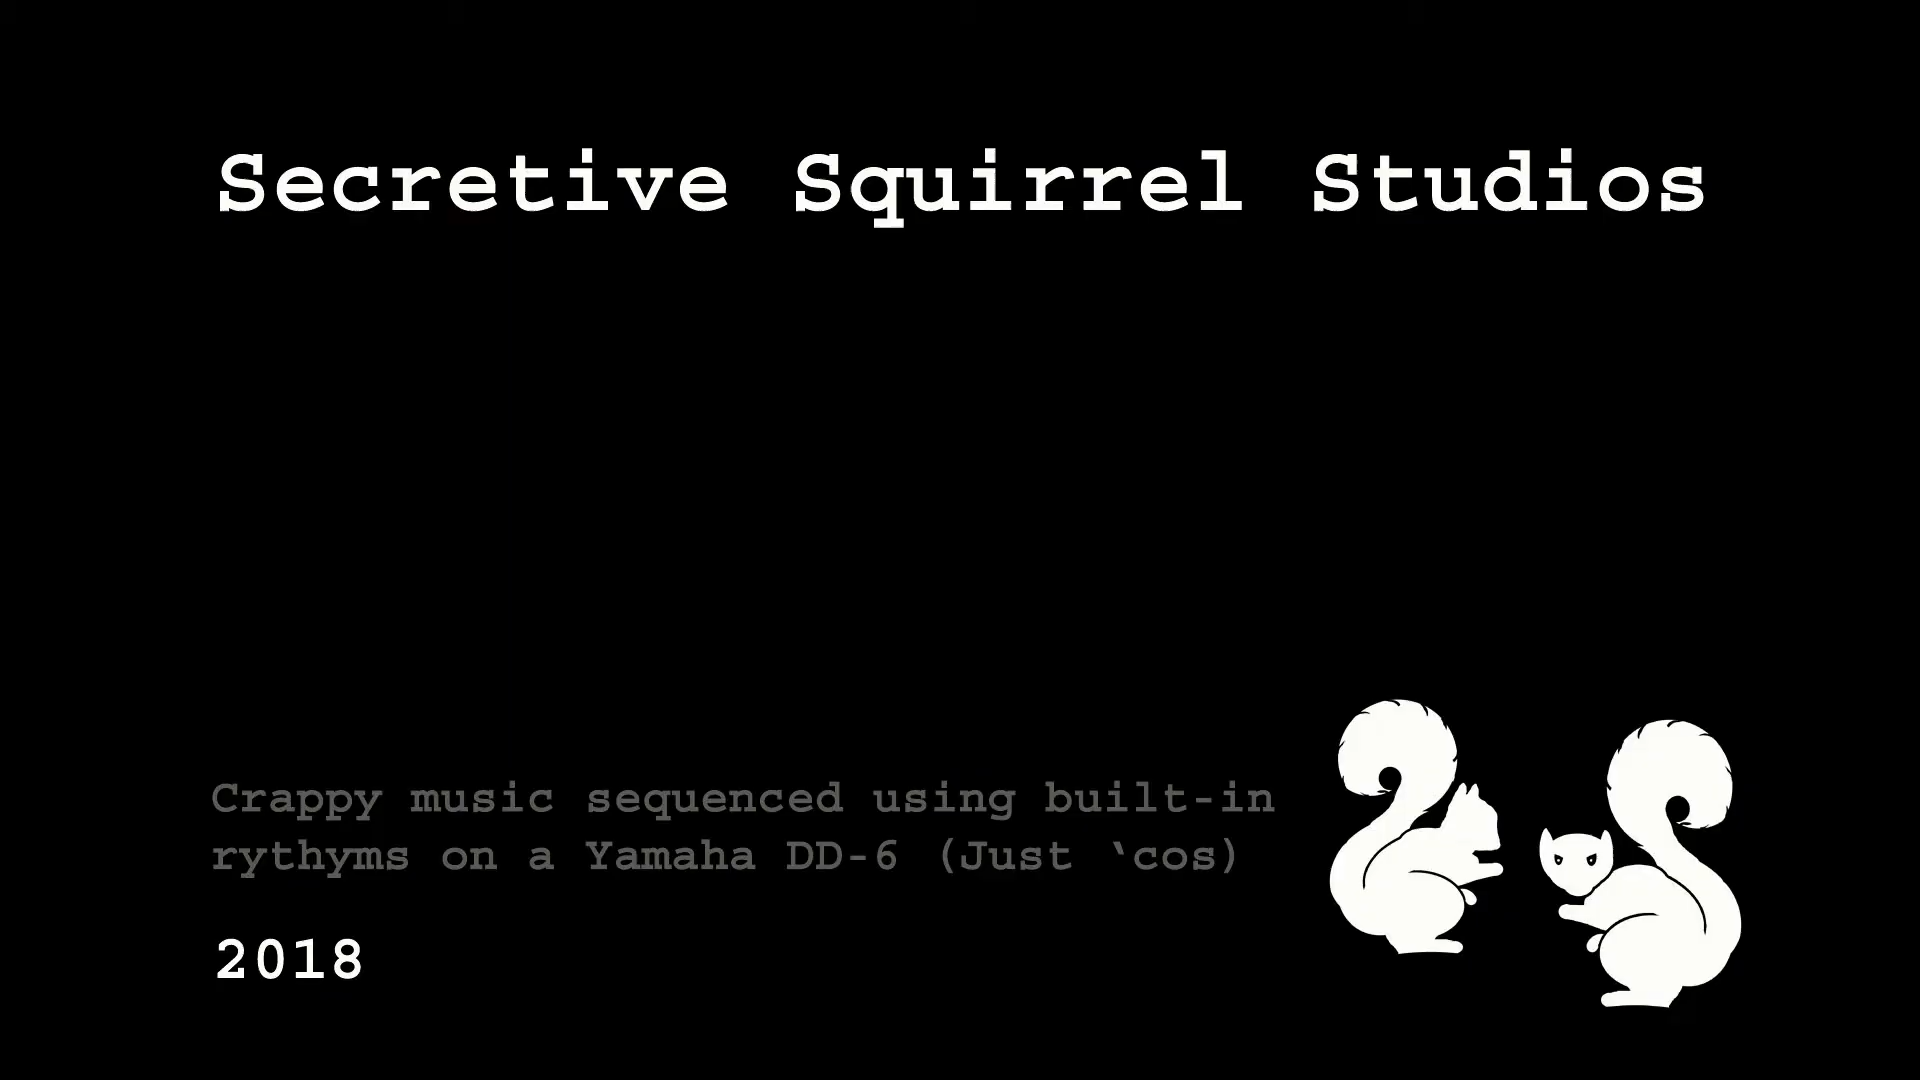 Secretive Squirrel Studios
Crappy music sequenced using built-in
rythyms on a Yamaha DD-6 (Just ‘cos)
2018